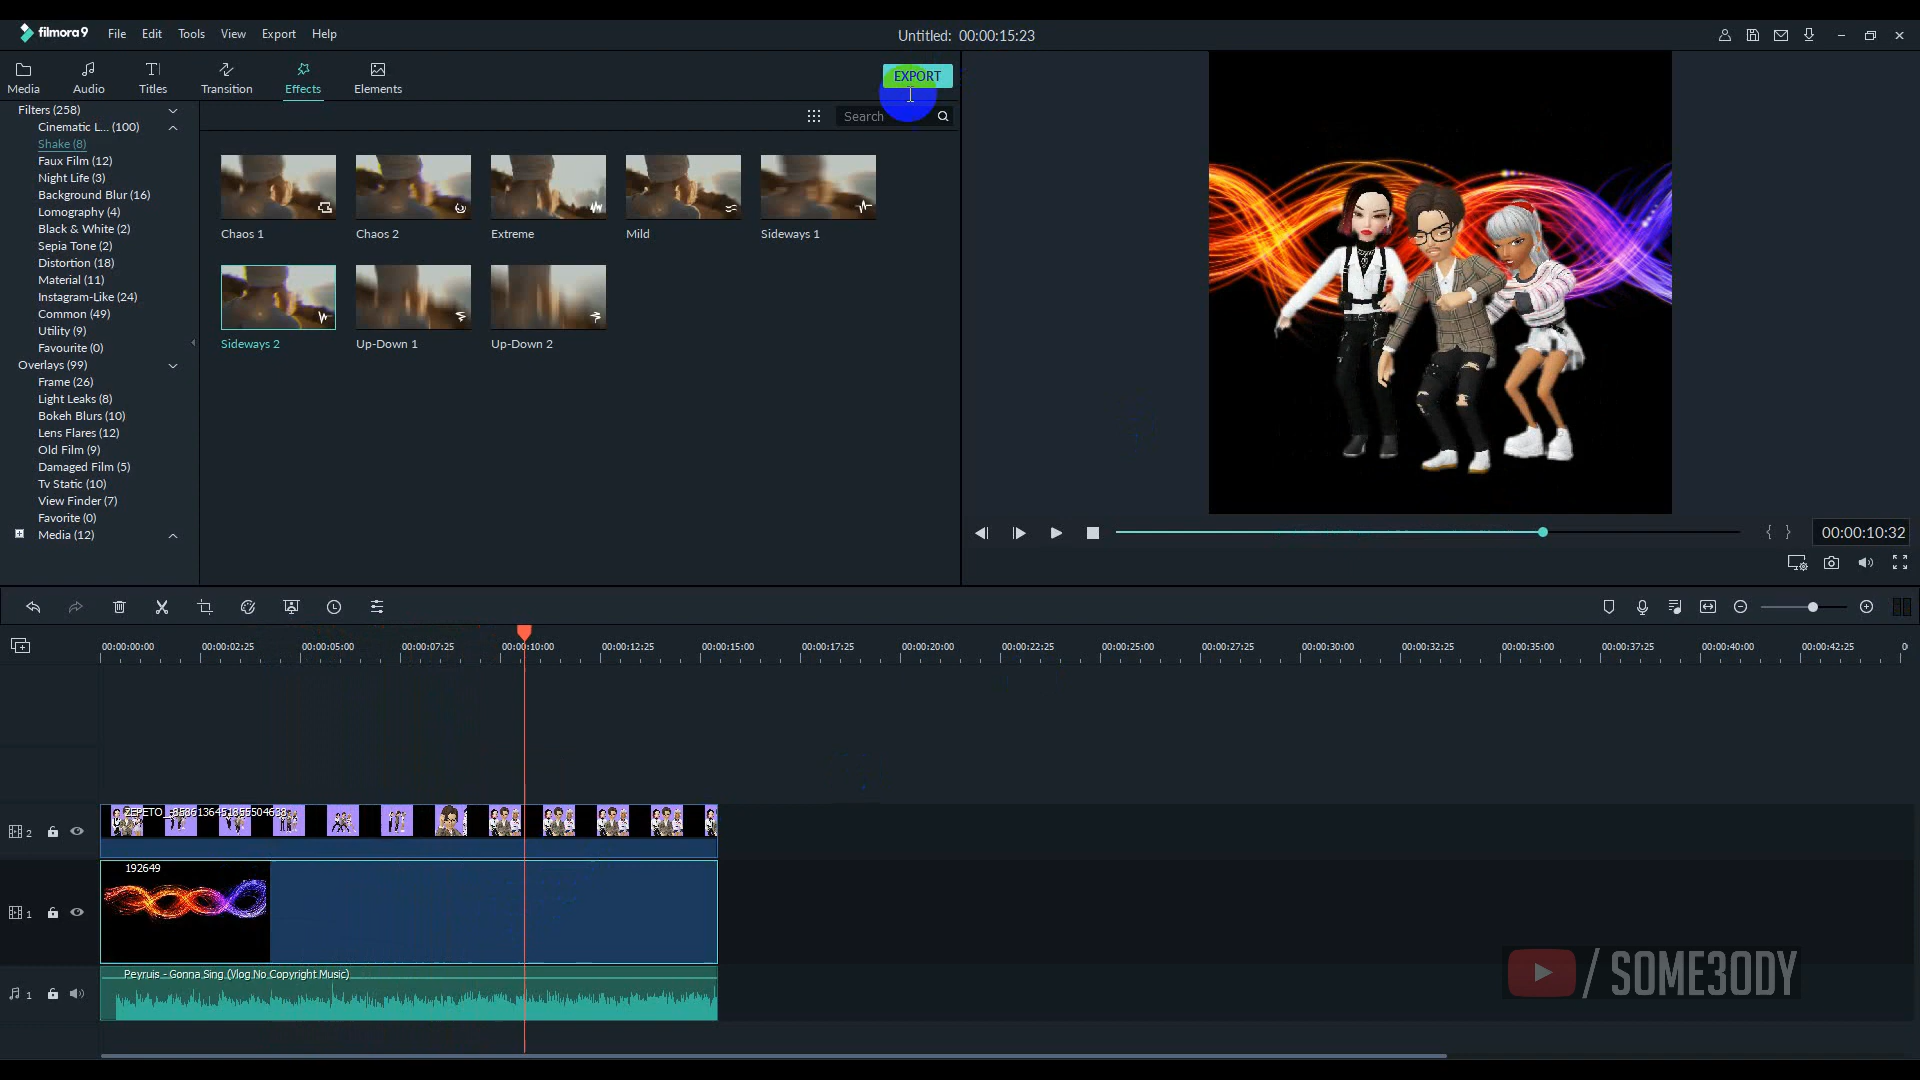 filmora9 File Edit Tools View Export Help
Untitled: 00:00:15:23
Media Audio Titles Transition Effects Elements
EXPORT
Search
Filters (258)
Cinematic L... (100)
Shake (8)
Faux Film (12)
Night Life (3)
Background Blur (16)
Lomography (4)
Black & White (2)
Sepia Tone (2)
Distortion (18)
Material (11)
Instagram-Like (24)
Common (49)
Utility (9)
Favourite (0)
Overlays (99)
Frame (26)
Light Leaks (8)
Bokeh Blurs (10)
Lens Flares (12)
Old Film (9)
Damaged Film (5)
Tv Static (10)
View Finder (7)
Favorite (0)
Media (12)
Chaos 1 Chaos 2 Extreme Mild Sideways 1
Sideways 2 Up-Down 1 Up-Down 2
00:00:10:32
00:00:00:00 00:00:02:25 00:00:05:00 00:00:07:25 00:00:10:00 00:00:12:25 00:00:15:00 00:00:17:25 00:00:20:00 00:00:22:25 00:00:25:00 00:00:27:25 00:00:30:00 00:00:32:25 00:00:35:00 00:00:37:25 00:00:40:00 00:00:42:25
2
192649
1
Peyruis - Gonna Sing (Vlog No Copyright Music)
1
/ SOME3ODY